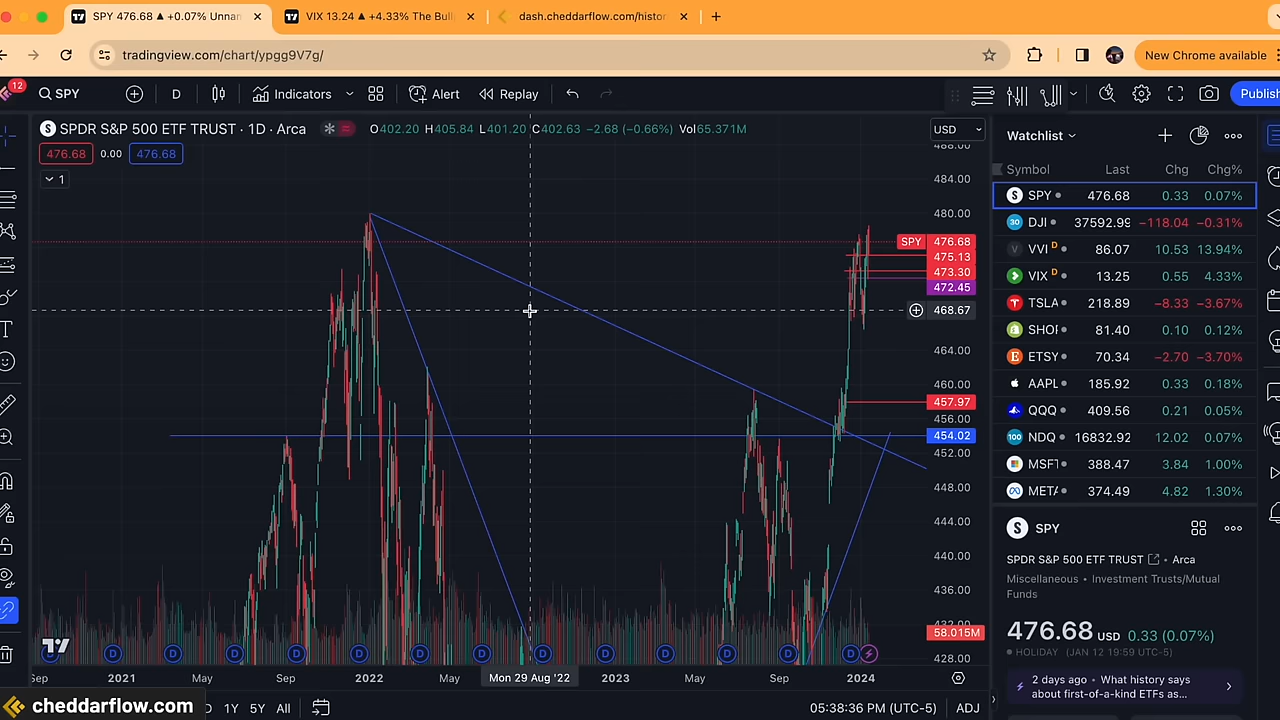 SPY 476.68 ▲ +0.07% Unnan
VIX 13.24 ▲ +4.33% The Bull
dash.cheddarflow.com/histor
tradingview.com/chart/ypgg9V7g/
New Chrome available
12
SPY
D
Indicators
Alert
Replay
Publish
SPDR S&P 500 ETF TRUST · 1D · Arca
O402.20 H405.84 L401.20 C402.63 −2.68 (−0.66%) Vol65.371M
USD
476.68 0.00 476.68
1
488.00
484.00
480.00
SPY 476.68
475.13
473.30
472.45
468.67
464.00
460.00
457.97
456.00
454.02
452.00
448.00
444.00
440.00
436.00
432.00
58.015M
428.00
D D D D D D D D D D D D D D
Sep 2021 May Sep 2022 May Mon 29 Aug '22 2023 May Sep 2024
1Y 5Y All
05:38:36 PM (UTC-5) ADJ
cheddarflow.com
Watchlist
Symbol Last Chg Chg%
SPY 476.68 0.33 0.07%
DJI 37592.99 −118.04 −0.31%
VVI D 86.07 10.53 13.94%
VIX D 13.25 0.55 4.33%
TSLA 218.89 −8.33 −3.67%
SHOP 81.40 0.10 0.12%
ETSY 70.34 −2.70 −3.70%
AAPL 185.92 0.33 0.18%
QQQ 409.56 0.21 0.05%
NDQ 16832.92 12.02 0.07%
MSFT 388.47 3.84 1.00%
META 374.49 4.82 1.30%
SPY
SPDR S&P 500 ETF TRUST · Arca
Miscellaneous · Investment Trusts/Mutual
Funds
476.68 USD 0.33 (0.07%)
HOLIDAY (JAN 12 19:59 UTC-5)
2 days ago · What history says
about first-of-a-kind ETFs as...